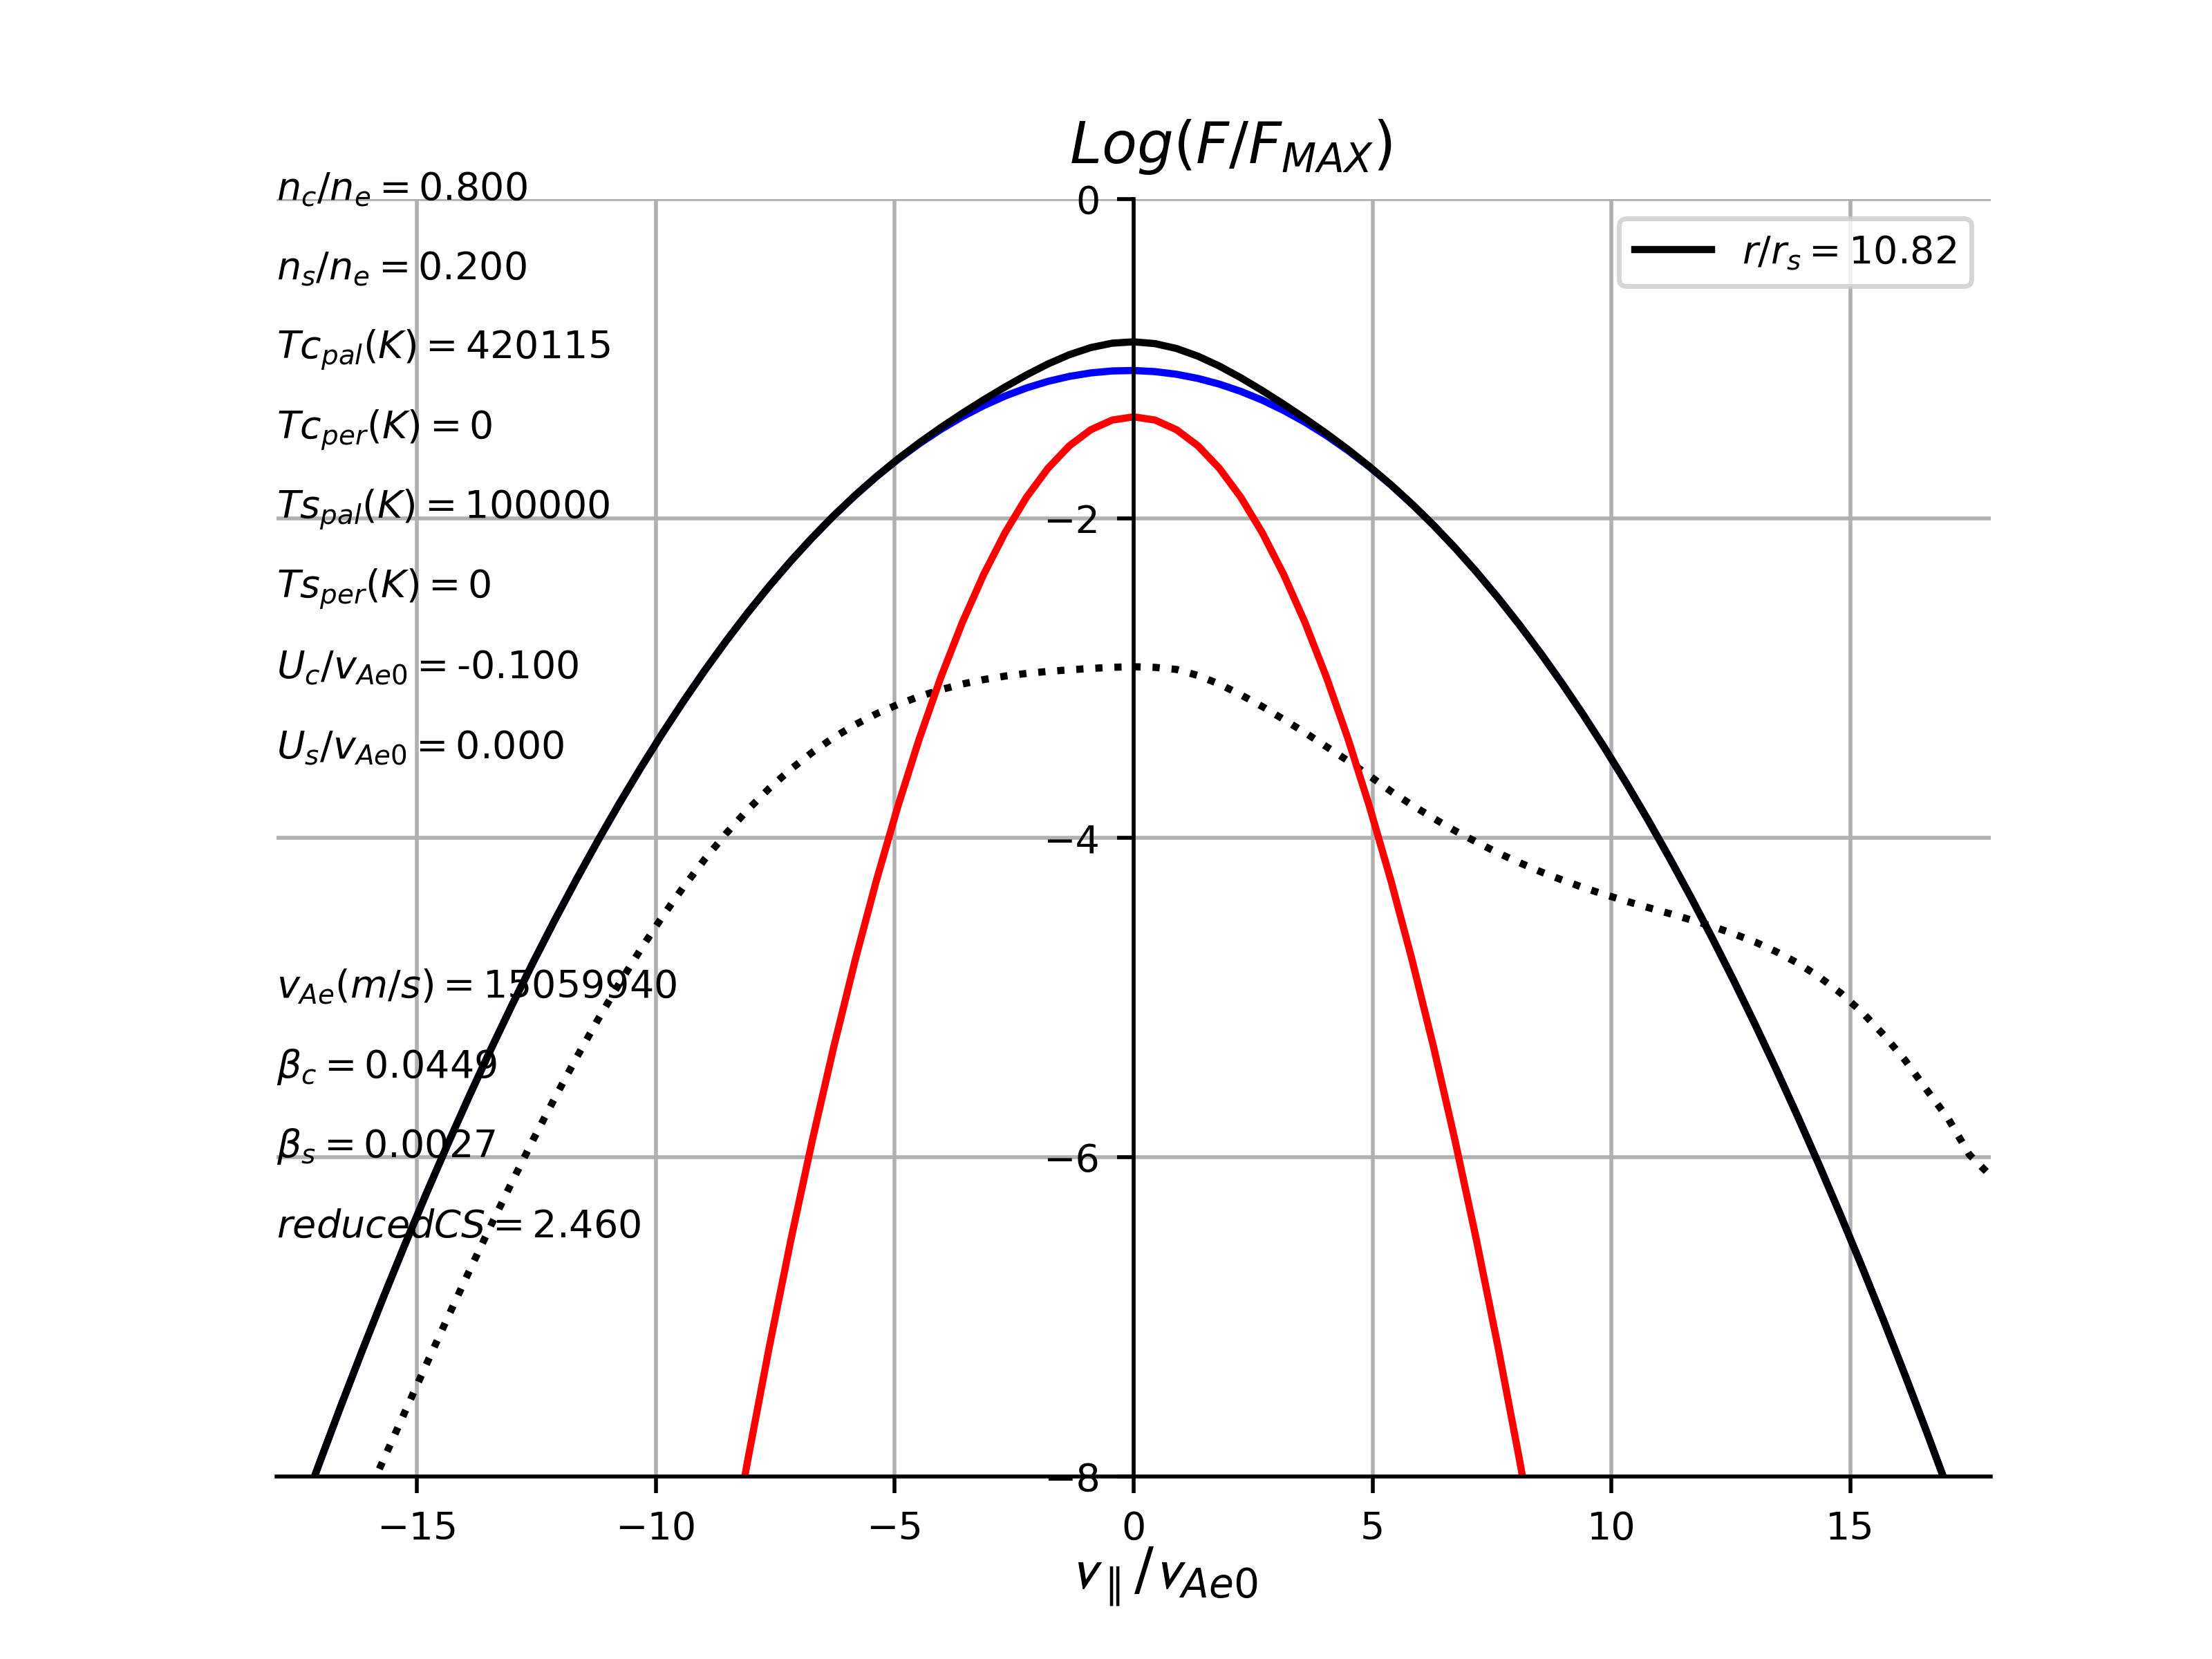 Log(F/F_MAX)
n_c/n_e = 0.800
n_s/n_e = 0.200
Tc_pal(K) = 420115
Tc_per(K) = 0
Ts_pal(K) = 100000
Ts_per(K) = 0
U_c/v_Ae0 = -0.100
U_s/v_Ae0 = 0.000
v_Ae(m/s) = 15059940
β_c = 0.0449
β_s = 0.0027
reducedCS = 2.460
r/r_s = 10.82
0
−2
−4
−6
−8
−15 −10 −5 0 5 10 15
v_∥/v_Ae0